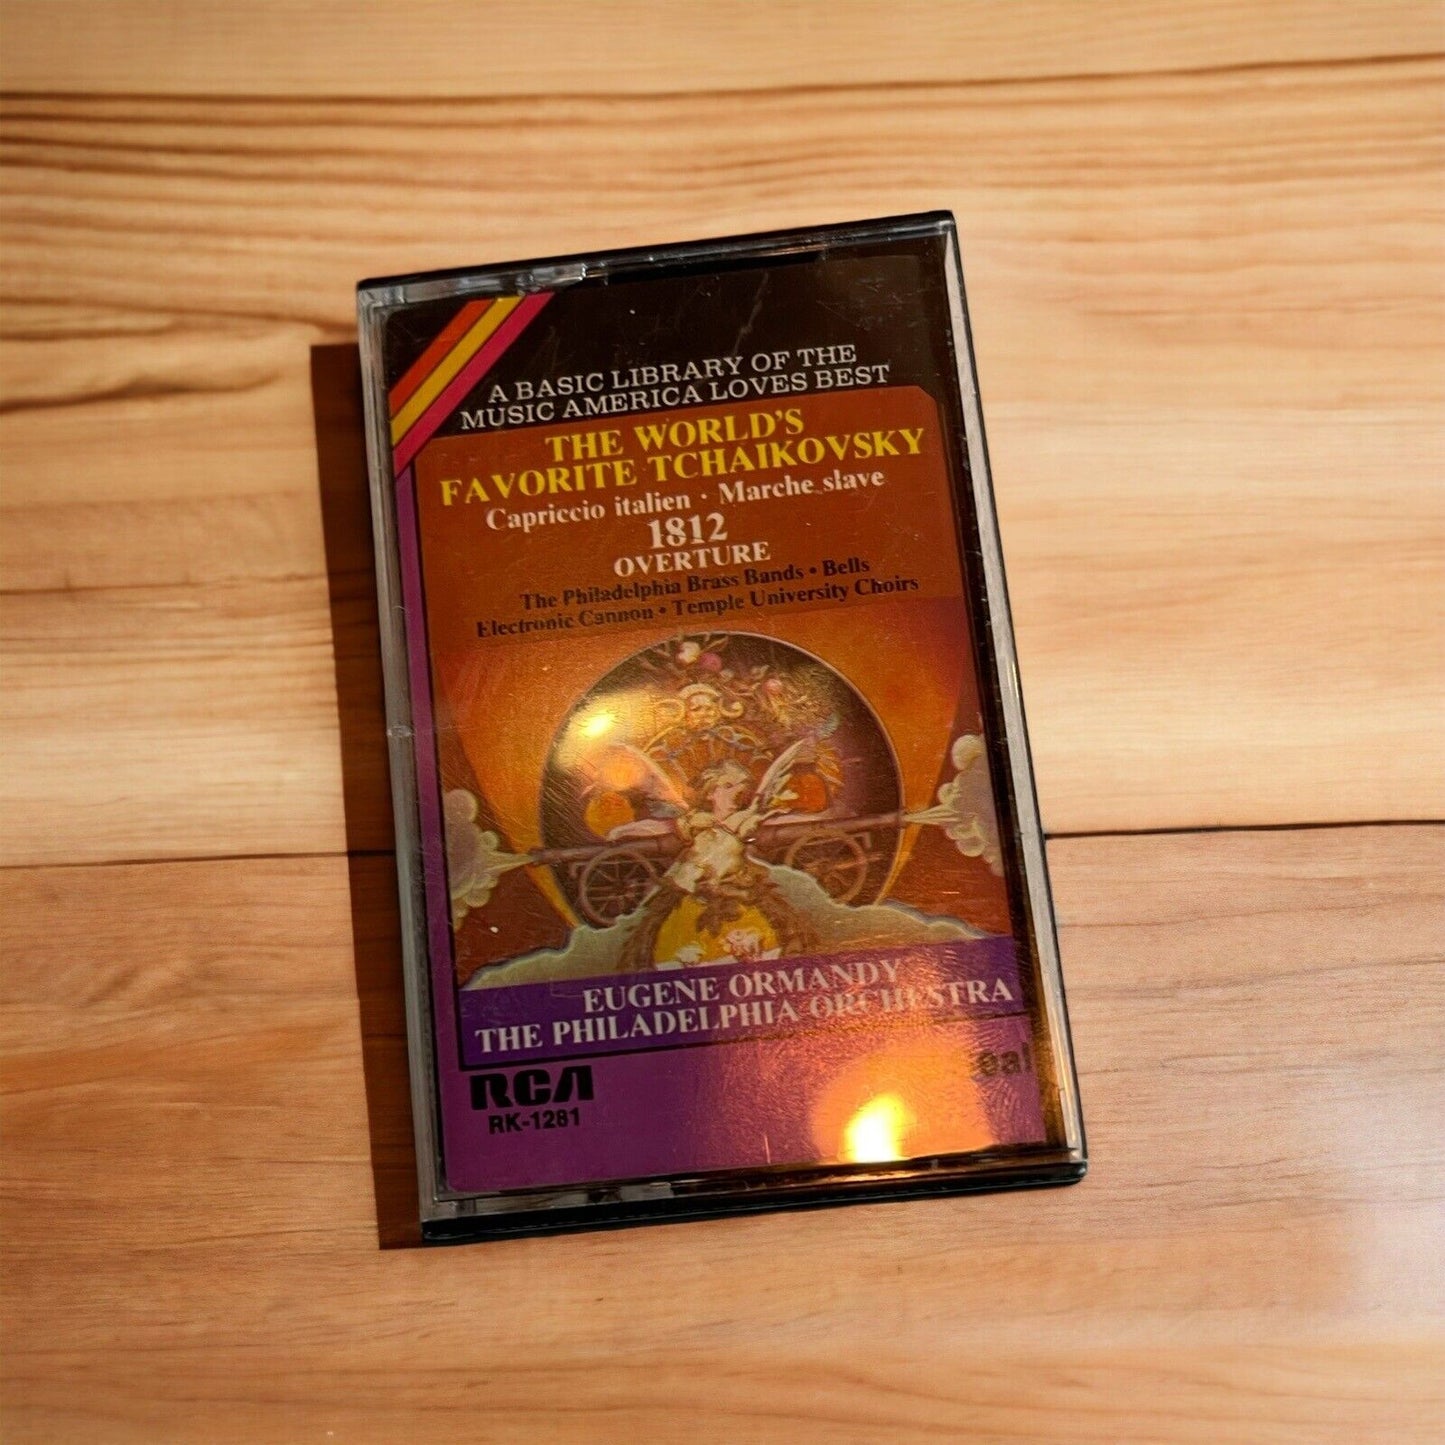 A BASIC LIBRARY OF THE
MUSIC AMERICA LOVES BEST
THE WORLD'S
FAVORITE TCHAIKOVSKY
Capriccio italien · Marche slave
1812
OVERTURE
The Philadelphia Brass Bands • Bells
Electronic Cannon • Temple University Choirs
EUGENE ORMANDY
THE PHILADELPHIA ORCHESTRA
RCA
RK-1281